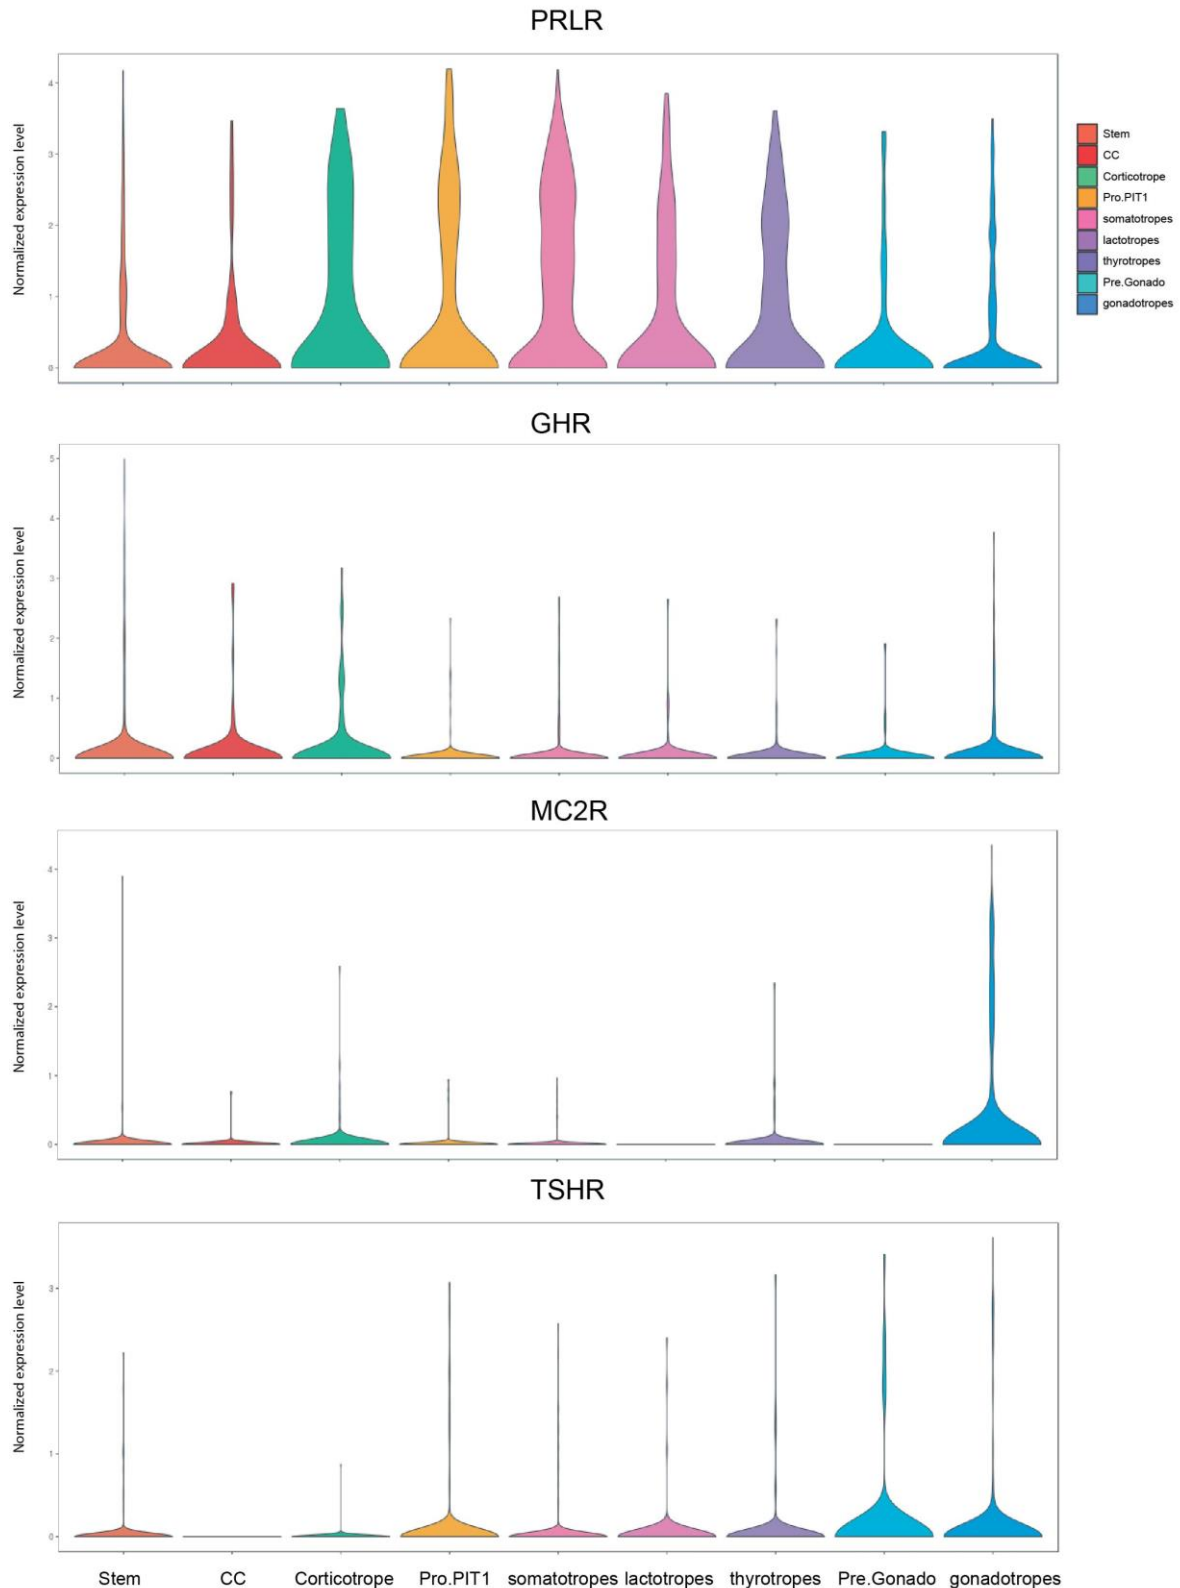 PRLR
Normalized expression level
4
3
2
1
0
Stem
CC
Corticotrope
Pro.PIT1
somatotropes
lactotropes
thyrotropes
Pre.Gonado
gonadotropes
GHR
Normalized expression level
5
4
3
2
1
0
MC2R
Normalized expression level
4
3
2
1
0
TSHR
Normalized expression level
3
2
1
0
Stem CC Corticotrope Pro.PIT1 somatotropes lactotropes thyrotropes Pre.Gonado gonadotropes